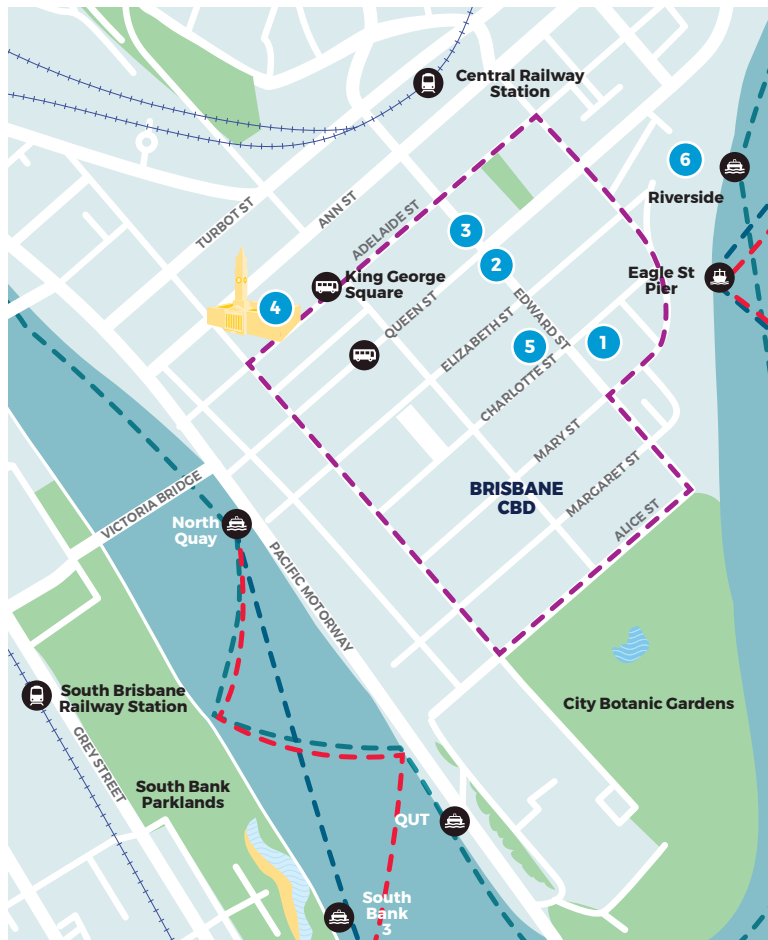 Central Railway
Station
6
Riverside
TURBOT ST
ANN ST
ADELAIDE ST
3
2
King George
Square
Eagle St
Pier
4
QUEEN ST
EDWARD ST
ELIZABETH ST
5
1
CHARLOTTE ST
MARY ST
BRISBANE
CBD
MARGARET ST
ALICE ST
VICTORIA BRIDGE
North
Quay
PACIFIC MOTORWAY
South Brisbane
Railway Station
City Botanic Gardens
GREY STREET
South Bank
Parklands
QUT
South
Bank
3